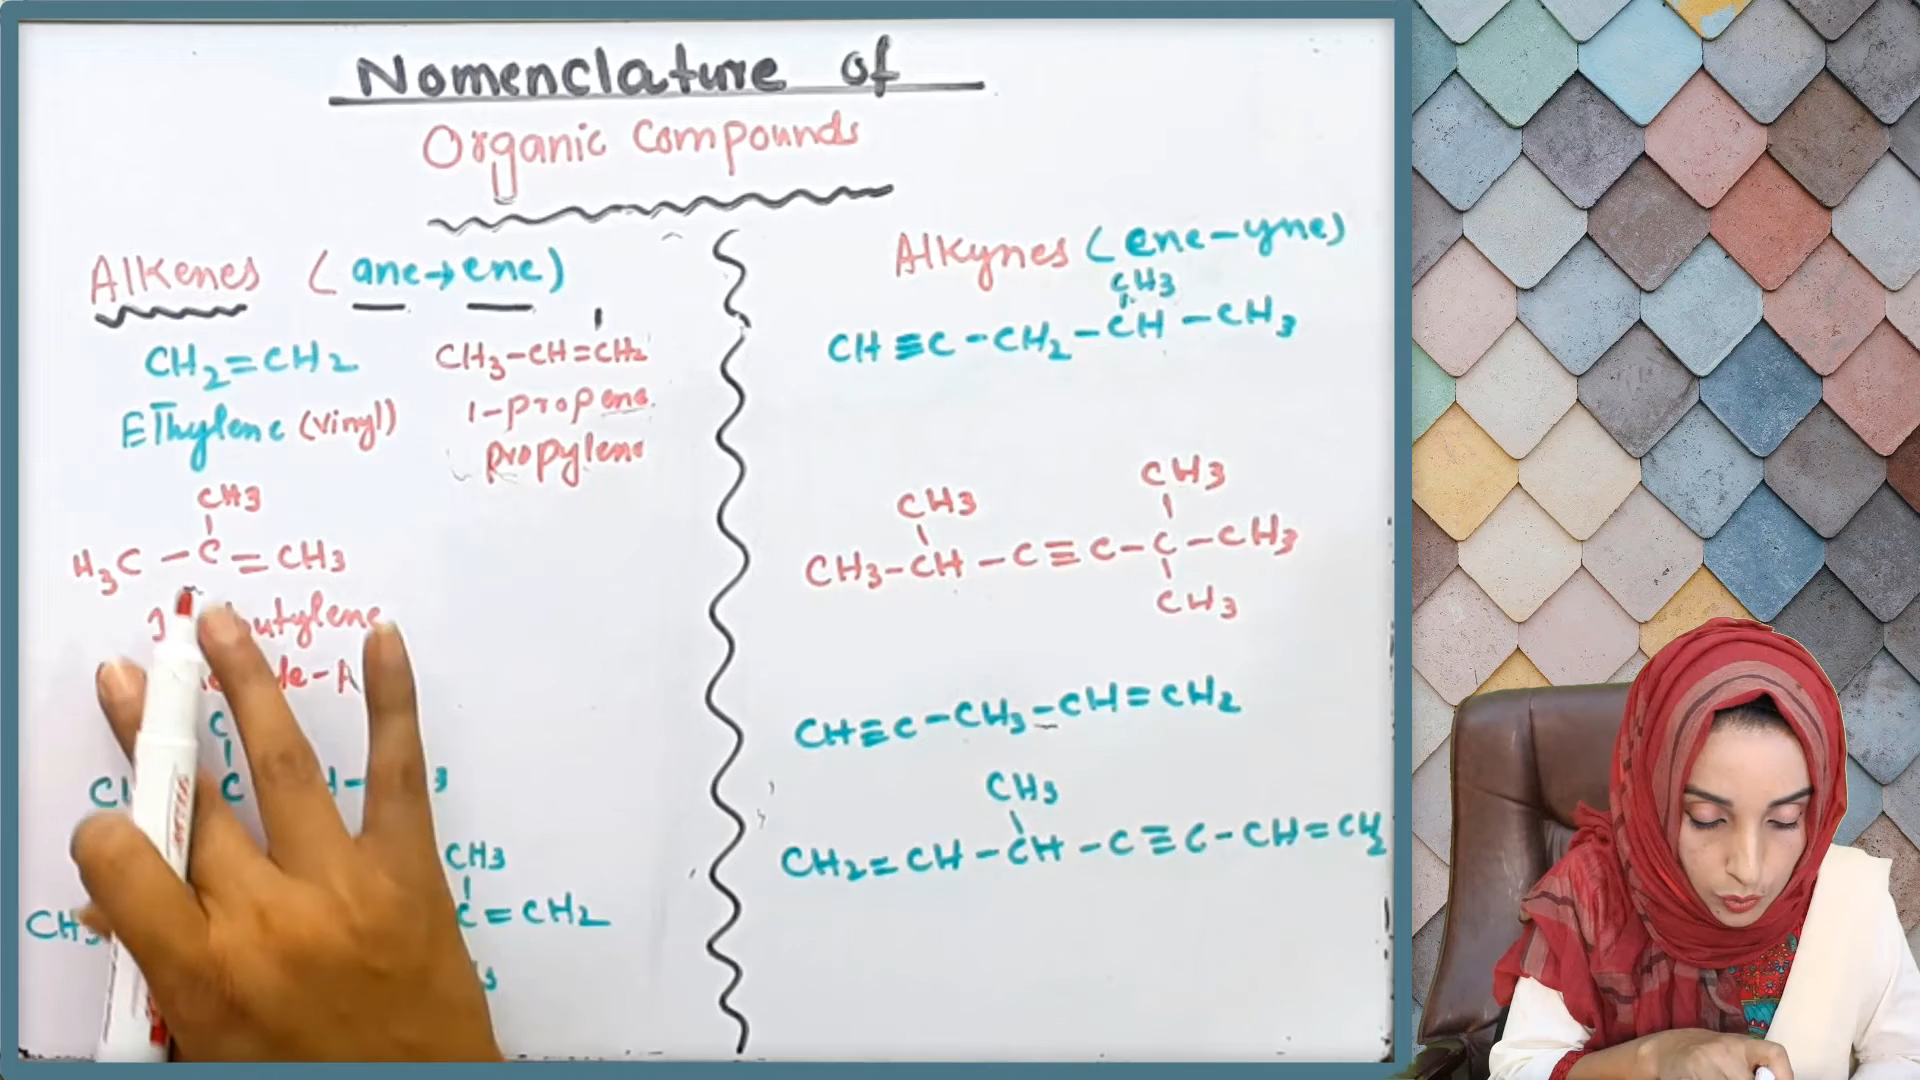 Nomenclature of
Organic Compounds
Alkenes (ane→ene)
CH2=CH2
CH3-CH=CH2
EThylene (vinyl)
1-propene
propylene
CH3
H3C-C=CH3
CH3
C=CH2
Alkynes (ene-yne)
CH3
CH≡C-CH2-CH-CH3
CH3
CH3
CH3-CH-C≡C-C-CH3
CH3
CH≡C-CH3-CH=CH2
CH3
CH2=CH-CH-C≡C-CH=CH2